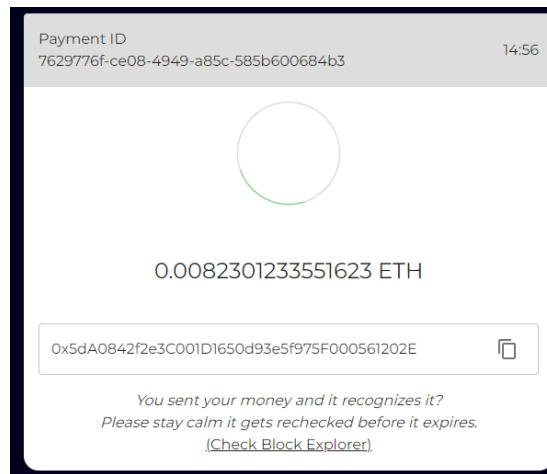 Payment ID
7629776f-ce08-4949-a85c-585b600684b3
14:56
0.0082301233551623 ETH
0x5dA0842f2e3C001D1650d93e5f975F000561202E
You sent your money and it recognizes it?
Please stay calm it gets rechecked before it expires.
(Check Block Explorer)